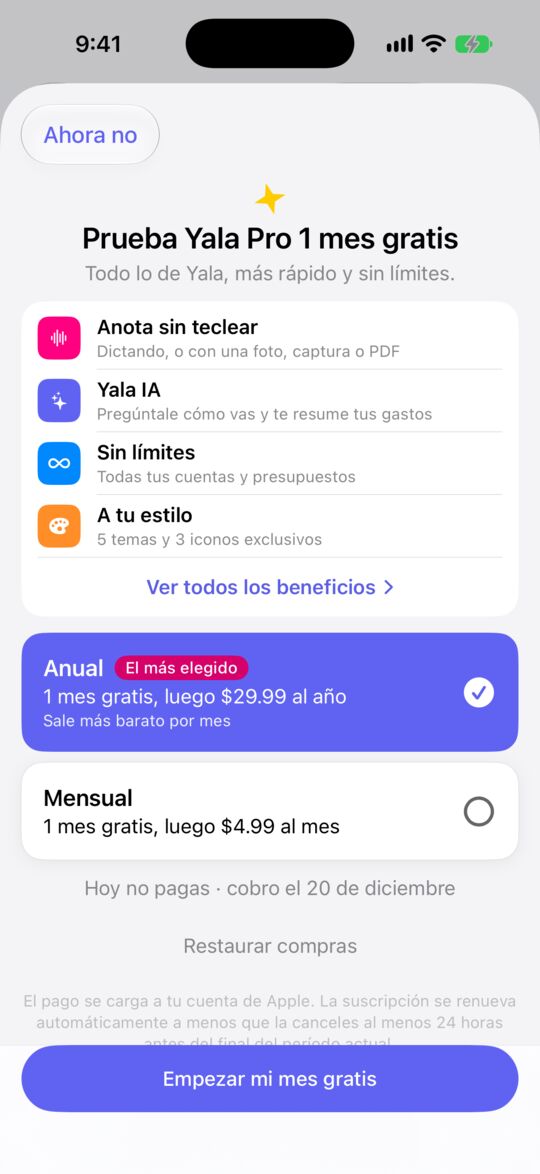 9:41
Ahora no
Prueba Yala Pro 1 mes gratis
Todo lo de Yala, más rápido y sin límites.
Anota sin teclear
Dictando, o con una foto, captura o PDF
Yala IA
Pregúntale cómo vas y te resume tus gastos
Sin límites
Todas tus cuentas y presupuestos
A tu estilo
5 temas y 3 iconos exclusivos
Ver todos los beneficios
Anual El más elegido
1 mes gratis, luego $29.99 al año
Sale más barato por mes
Mensual
1 mes gratis, luego $4.99 al mes
Hoy no pagas · cobro el 20 de diciembre
Restaurar compras
El pago se carga a tu cuenta de Apple. La suscripción se renueva
automáticamente a menos que la canceles al menos 24 horas
antes del final del período actual.
Empezar mi mes gratis